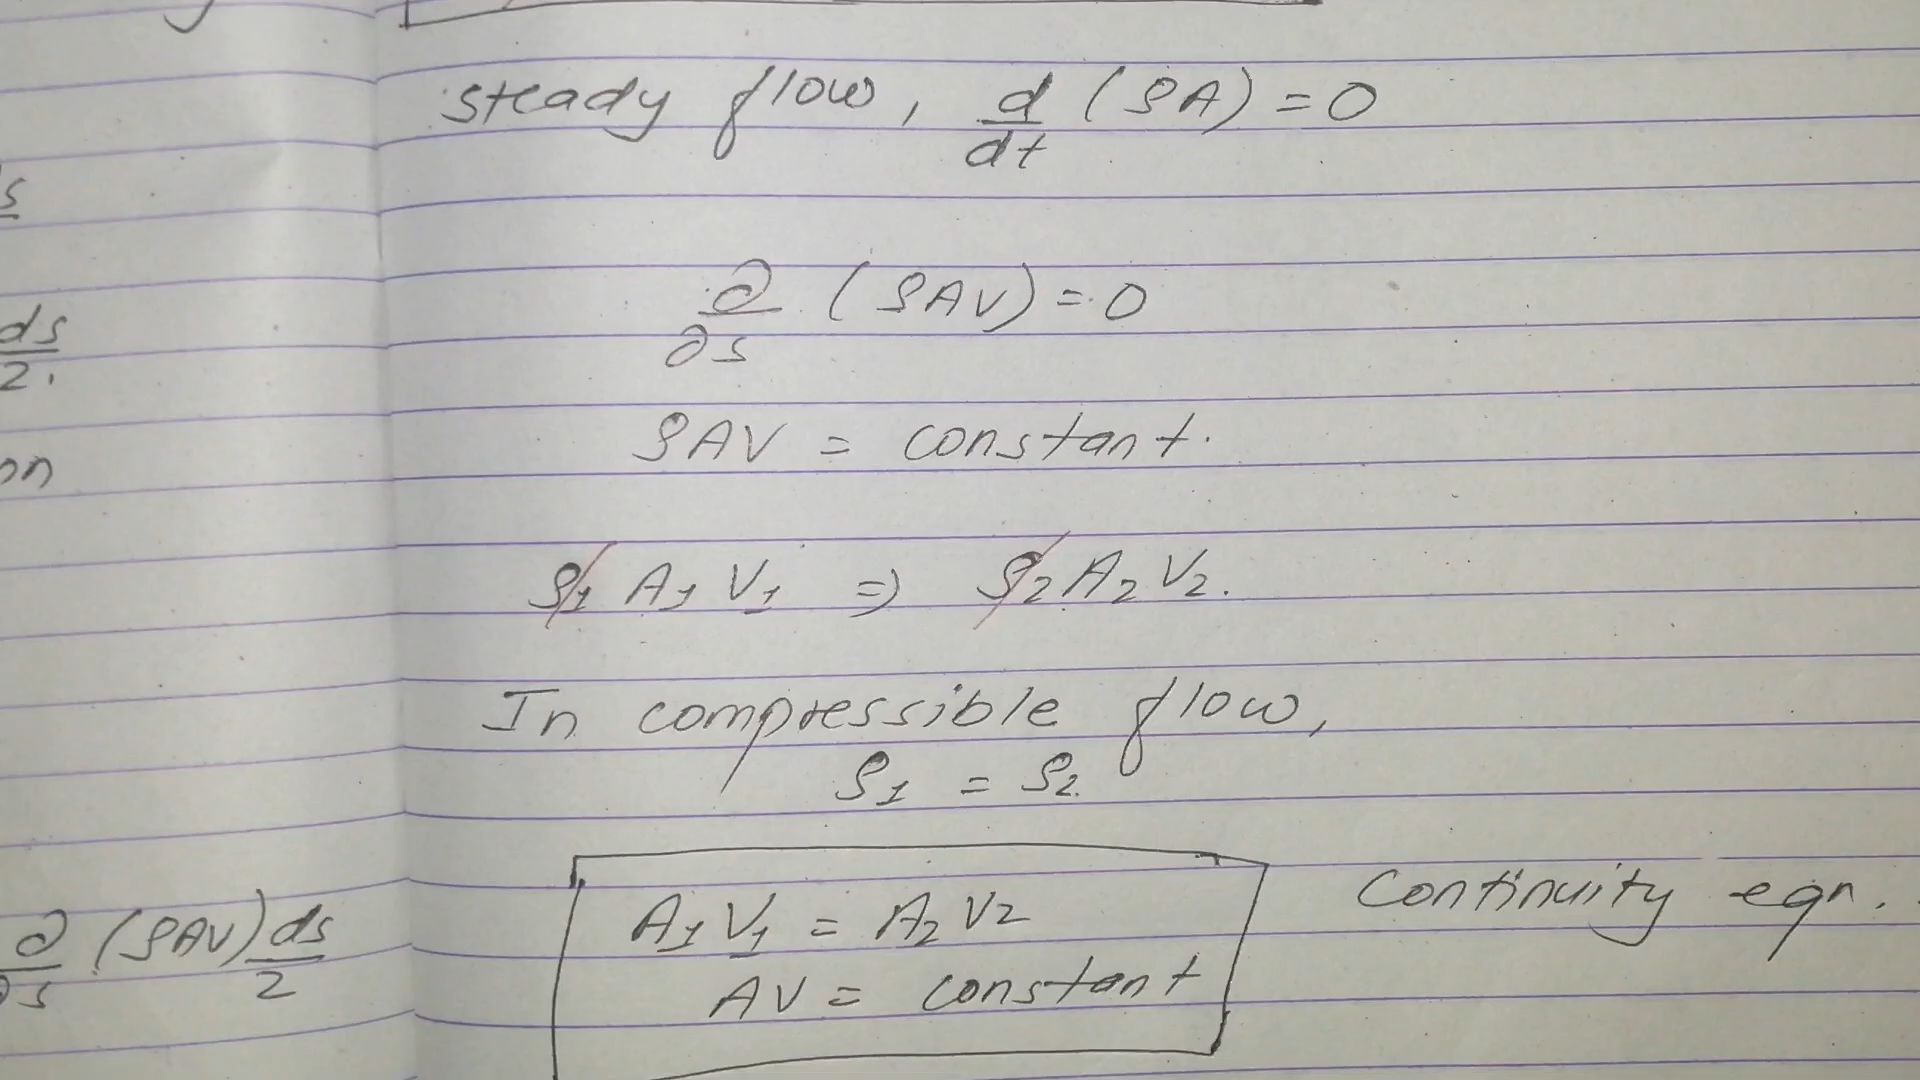 steady flow, d/dt (ρA) = 0
∂/∂s (ρAV) = 0
ρAV = constant.
ρ1 A1 V1 ⇒ ρ2 A2 V2.
In compressible flow,
ρ1 = ρ2
A1 V1 = A2 V2
AV = constant
Continuity eqn.
s
ds/2.
on
∂/∂s (ρAV) ds/2